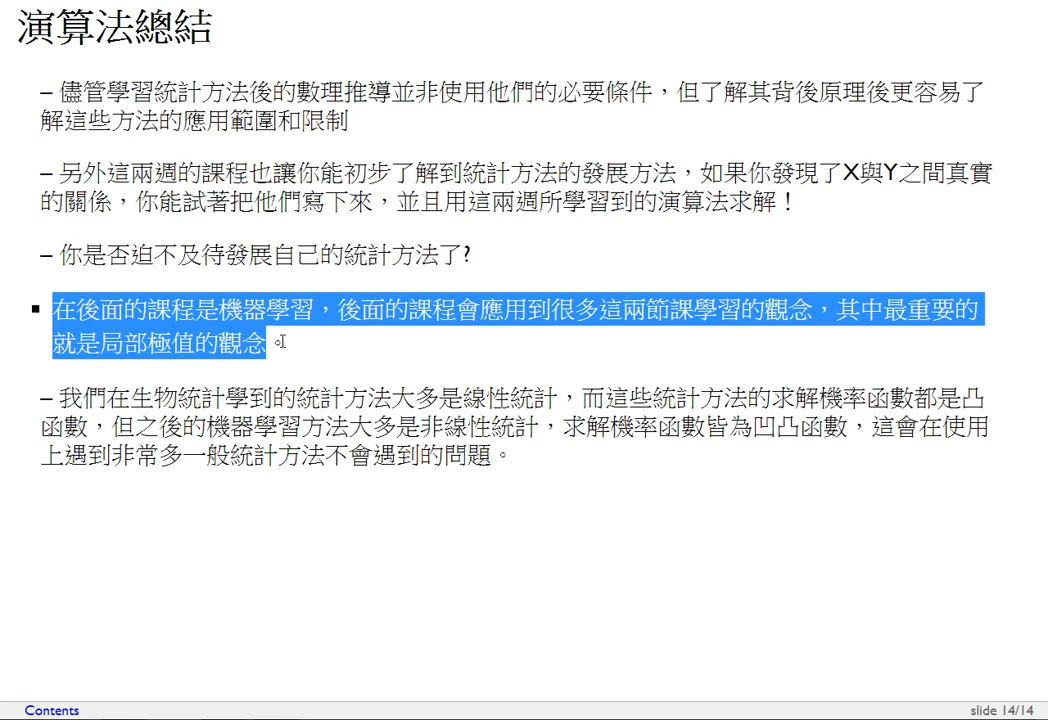 演算法總結
– 儘管學習統計方法後的數理推導並非使用他們的必要條件，但了解其背後原理後更容易了
解這些方法的應用範圍和限制
– 另外這兩週的課程也讓你能初步了解到統計方法的發展方法，如果你發現了X與Y之間真實
的關係，你能試著把他們寫下來，並且用這兩週所學習到的演算法求解！
– 你是否迫不及待發展自己的統計方法了?
▪ 在後面的課程是機器學習，後面的課程會應用到很多這兩節課學習的觀念，其中最重要的
就是局部極值的觀念。
– 我們在生物統計學到的統計方法大多是線性統計，而這些統計方法的求解機率函數都是凸
函數，但之後的機器學習方法大多是非線性統計，求解機率函數皆為凹凸函數，這會在使用
上遇到非常多一般統計方法不會遇到的問題。
Contents
slide 14/14